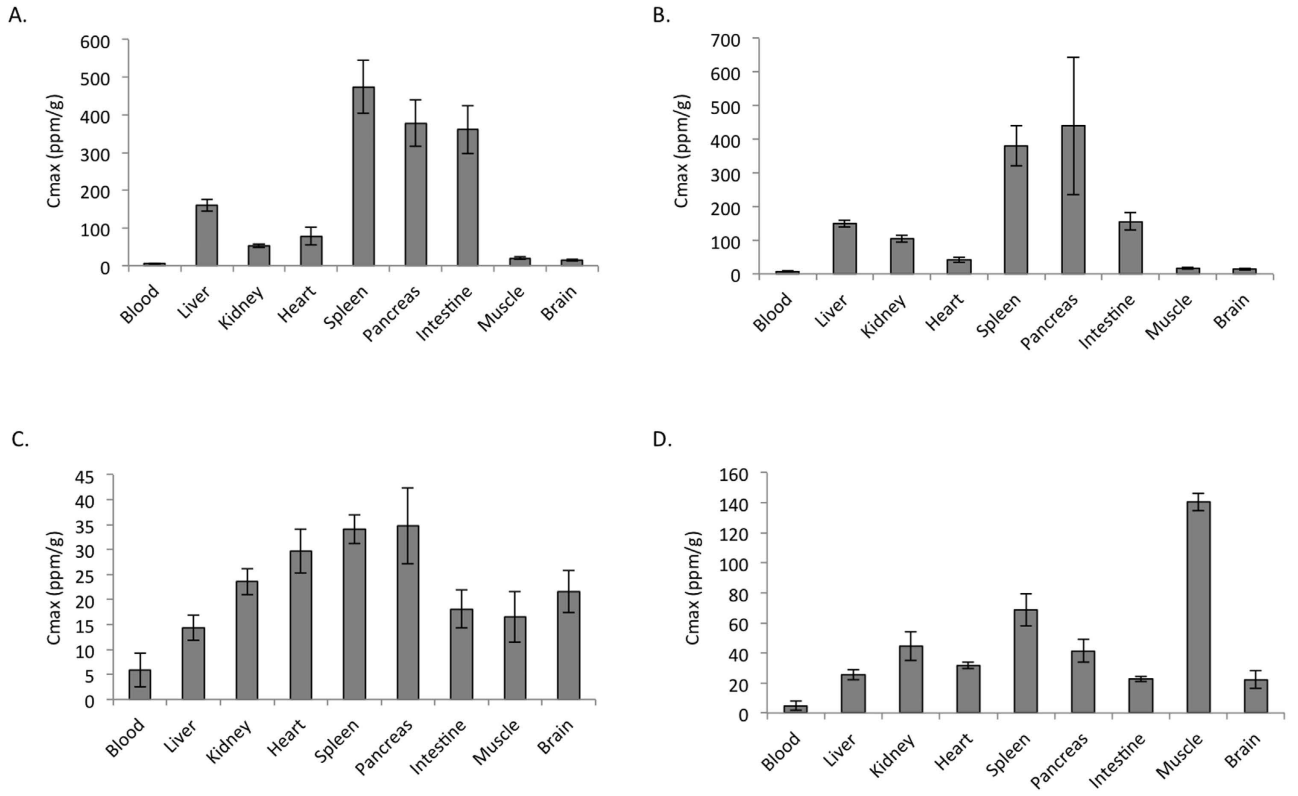 A.
Cmax (ppm/g)
600
500
400
300
200
100
0
Blood
Liver
Kidney
Heart
Spleen
Pancreas
Intestine
Muscle
Brain
B.
Cmax (ppm/g)
700
600
500
400
300
200
100
0
Blood
Liver
Kidney
Heart
Spleen
Pancreas
Intestine
Muscle
Brain
C.
Cmax (ppm/g)
45
40
35
30
25
20
15
10
5
0
Blood
Liver
Kidney
Heart
Spleen
Pancreas
Intestine
Muscle
Brain
D.
Cmax (ppm/g)
160
140
120
100
80
60
40
20
0
Blood
Liver
Kidney
Heart
Spleen
Pancreas
Intestine
Muscle
Brain